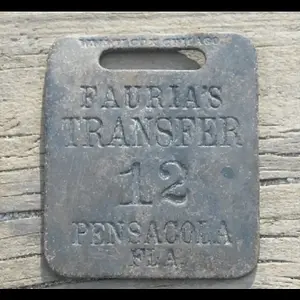 FAURIA'S
TRANSFER
12
PENSACOLA
FLA